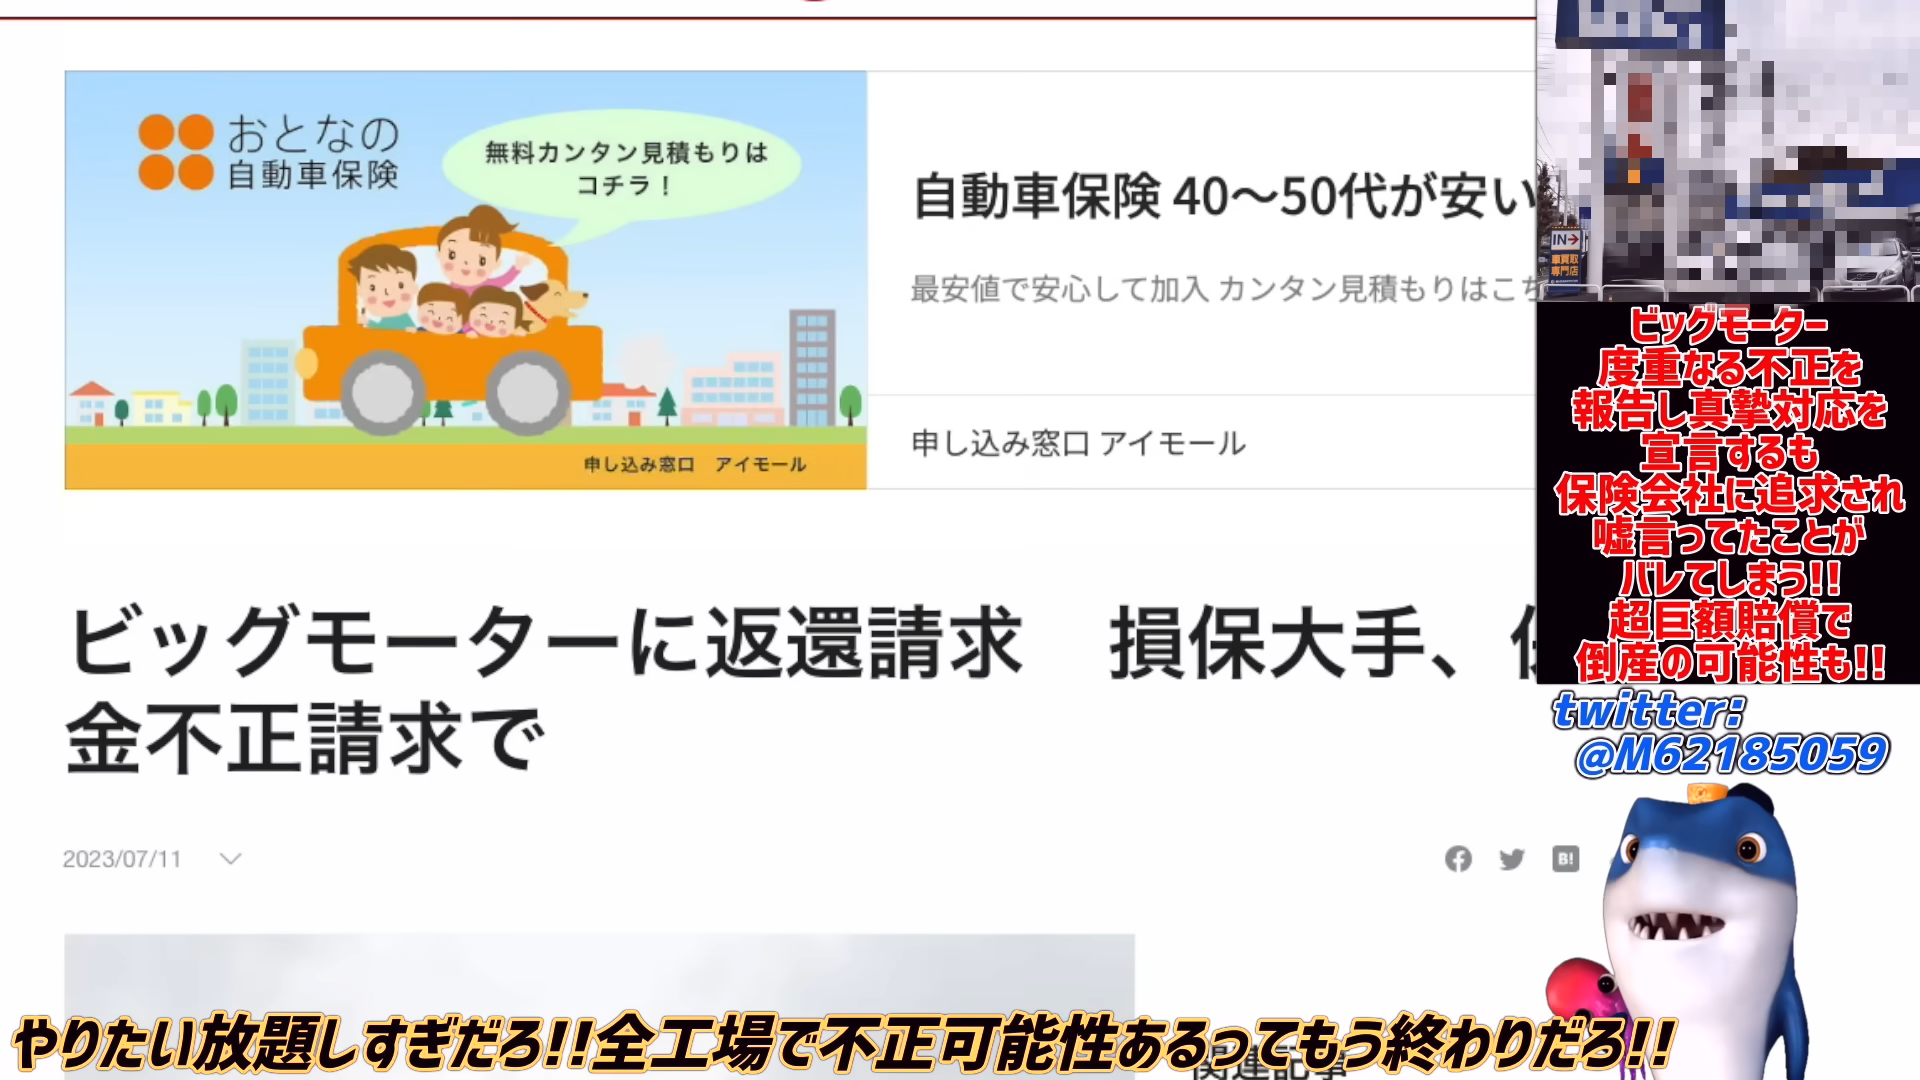 おとなの
自動車保険
無料カンタン見積もりは
コチラ！
申し込み窓口　アイモール
自動車保険 40〜50代が安い
最安値で安心して加入 カンタン見積もりはこち
申し込み窓口 アイモール
ビッグモーターに返還請求　損保大手、
金不正請求で
2023/07/11
B!
IN→
車買取
専門店
ビッグモーター
度重なる不正を
報告し真摯対応を
宣言するも
保険会社に追求され
嘘言ってたことが
バレてしまう!!
超巨額賠償で
倒産の可能性も!!
twitter:
@M62185059
関連記事
やりたい放題しすぎだろ!!全工場で不正可能性あるってもう終わりだろ!!